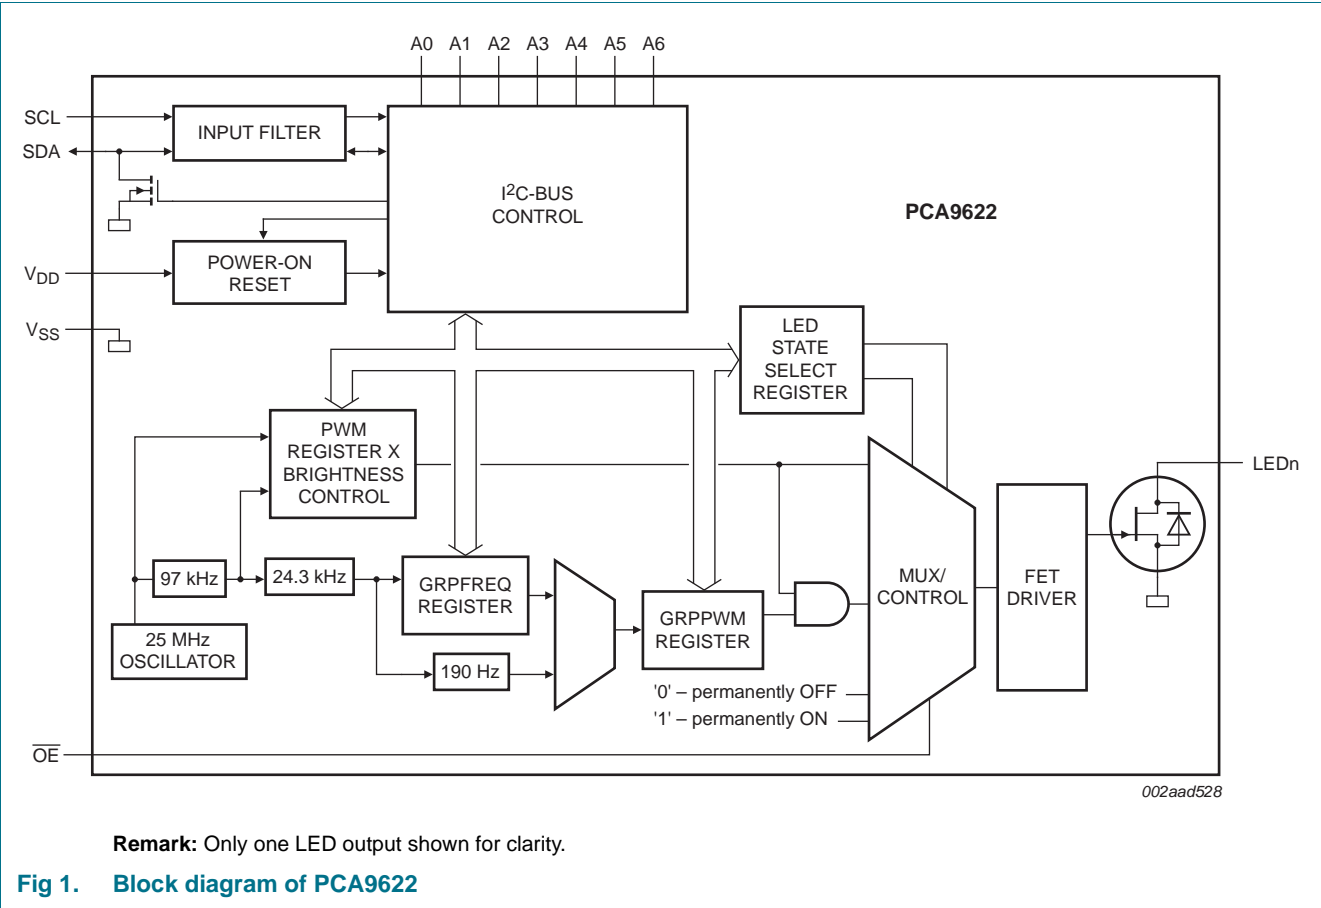 A0 A1 A2 A3 A4 A5 A6
SCL
SDA
INPUT FILTER
I2C-BUS
CONTROL
PCA9622
VDD
POWER-ON
RESET
VSS
LED
STATE
SELECT
REGISTER
PWM
REGISTER X
BRIGHTNESS
CONTROL
LEDn
97 kHz
24.3 kHz
GRPFREQ
REGISTER
MUX/
CONTROL
FET
DRIVER
GRPPWM
REGISTER
25 MHz
OSCILLATOR
190 Hz
'0' – permanently OFF
'1' – permanently ON
OE
002aad528
Remark: Only one LED output shown for clarity.
Fig 1. Block diagram of PCA9622